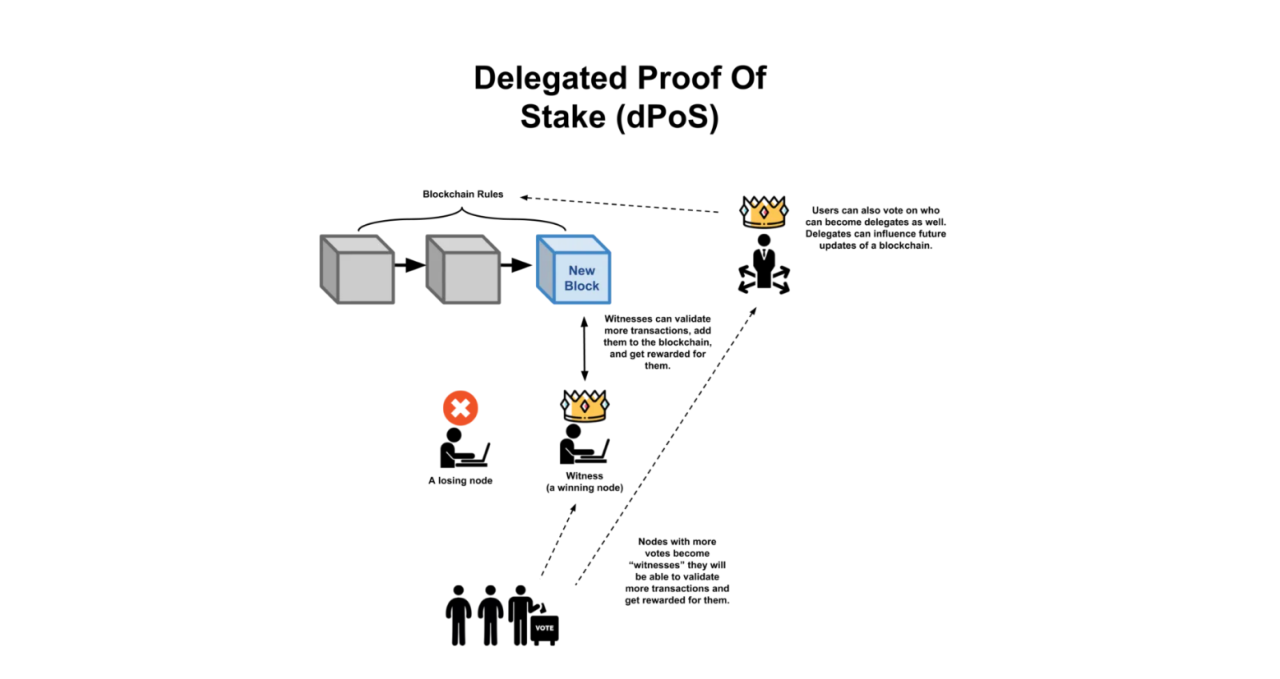 Delegated Proof Of
Stake (dPoS)
Blockchain Rules
Users can also vote on who
can become delegates as well.
Delegates can influence future
updates of a blockchain.
New
Block
Witnesses can validate
more transactions, add
them to the blockchain,
and get rewarded for
them.
A losing node
Witness
(a winning node)
Nodes with more
votes become
“witnesses” they will
be able to validate
more transactions and
get rewarded for them.
VOTE